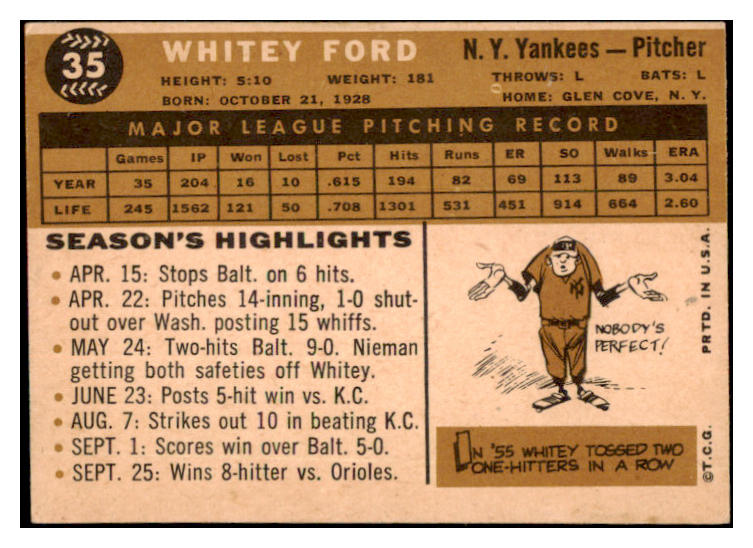 35
WHITEY FORD
N. Y. Yankees — Pitcher
HEIGHT: 5:10 WEIGHT: 181 THROWS: L BATS: L
BORN: OCTOBER 21, 1928 HOME: GLEN COVE, N. Y.
MAJOR LEAGUE PITCHING RECORD
Games IP Won Lost Pct Hits Runs ER SO Walks ERA
YEAR 35 204 16 10 .615 194 82 69 113 89 3.04
LIFE 245 1562 121 50 .708 1301 531 451 914 664 2.60
SEASON'S HIGHLIGHTS
• APR. 15: Stops Balt. on 6 hits.
• APR. 22: Pitches 14-inning, 1-0 shut-
out over Wash. posting 15 whiffs.
• MAY 24: Two-hits Balt. 9-0. Nieman
getting both safeties off Whitey.
• JUNE 23: Posts 5-hit win vs. K.C.
• AUG. 7: Strikes out 10 in beating K.C.
• SEPT. 1: Scores win over Balt. 5-0.
• SEPT. 25: Wins 8-hitter vs. Orioles.
NY
NY
NOBODY'S
PERFECT!
IN '55 WHITEY TOSSED TWO
ONE-HITTERS IN A ROW
©T.C.G. PRTD. IN U.S.A.